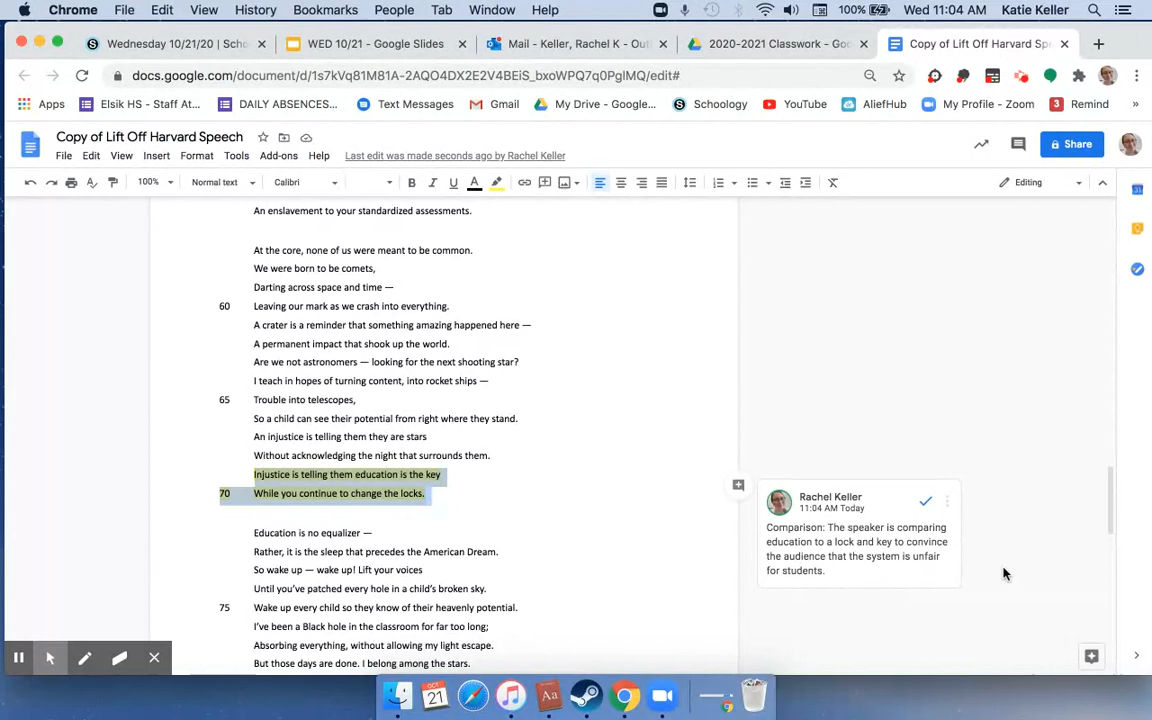 Chrome File Edit View History Bookmarks People Tab Window Help 100% Wed 11:04 AM Katie Keller
Wednesday 10/21/20 | Scho WED 10/21 - Google Slides Mail - Keller, Rachel K - Out 2020-2021 Classwork - Go Copy of Lift Off Harvard Spe
docs.google.com/document/d/1s7kVq81M81A-2AQO4DX2E2V4BEiS_bxoWPQ7q0PglMQ/edit#
Apps Elsik HS - Staff At... DAILY ABSENCES... Text Messages Gmail My Drive - Google... Schoology YouTube AliefHub My Profile - Zoom 3 Remind »
Copy of Lift Off Harvard Speech
File Edit View Insert Format Tools Add-ons Help Last edit was made seconds ago by Rachel Keller
Share
100% Normal text Calibri B I U A Editing
An enslavement to your standardized assessments.
At the core, none of us were meant to be common.
We were born to be comets,
Darting across space and time —
60 Leaving our mark as we crash into everything.
A crater is a reminder that something amazing happened here —
A permanent impact that shook up the world.
Are we not astronomers — looking for the next shooting star?
I teach in hopes of turning content, into rocket ships —
65 Trouble into telescopes,
So a child can see their potential from right where they stand.
An injustice is telling them they are stars
Without acknowledging the night that surrounds them.
Injustice is telling them education is the key
70 While you continue to change the locks.
Education is no equalizer —
Rather, it is the sleep that precedes the American Dream.
So wake up — wake up! Lift your voices
Until you've patched every hole in a child's broken sky.
75 Wake up every child so they know of their heavenly potential.
I've been a Black hole in the classroom for far too long;
Absorbing everything, without allowing my light escape.
But those days are done. I belong among the stars.
Rachel Keller
11:04 AM Today
Comparison: The speaker is comparing
education to a lock and key to convince
the audience that the system is unfair
for students.
31
OCT
21
Aa